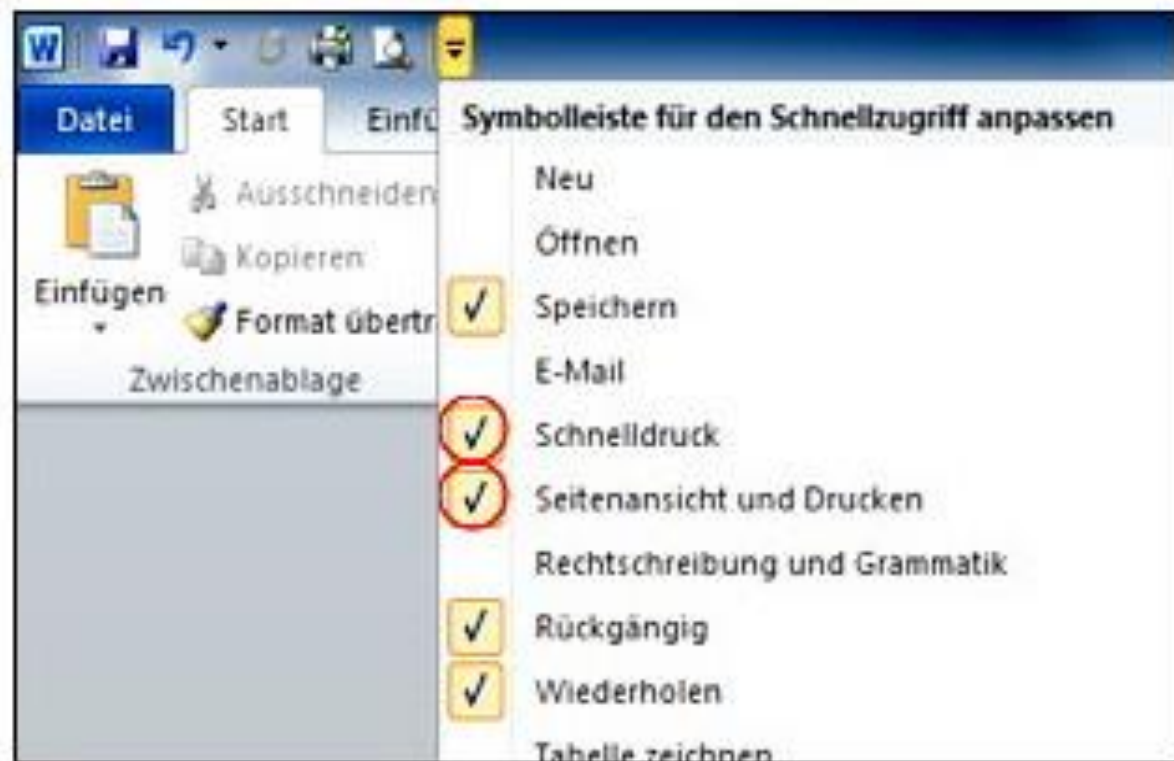 W
Datei Start Einfü
Symbolleiste für den Schnellzugriff anpassen
Ausschneiden
Kopieren
Einfügen
Format übertr
Zwischenablage
Neu
Öffnen
Speichern
E-Mail
Schnelldruck
Seitenansicht und Drucken
Rechtschreibung und Grammatik
Rückgängig
Wiederholen
Tabelle zeichnen